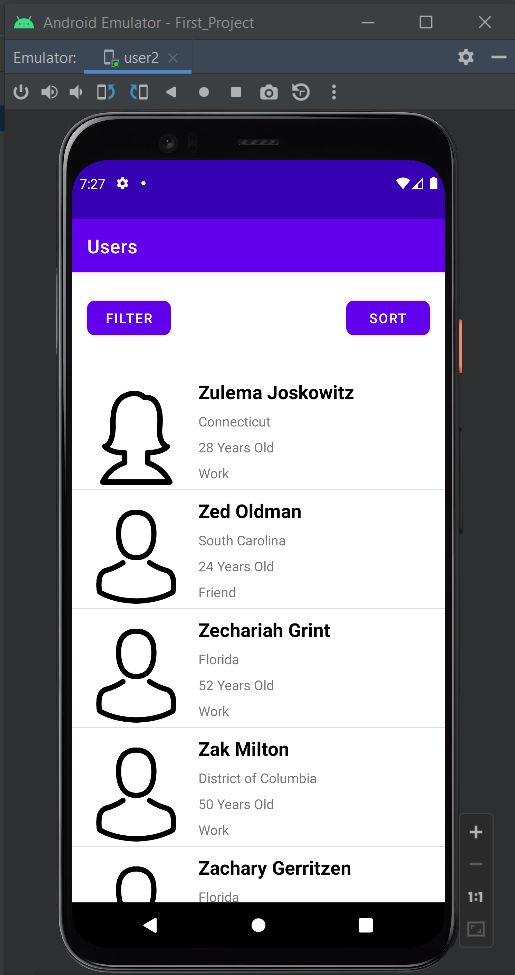 Android Emulator - First_Project
Emulator: user2
7:27
Users
FILTER SORT
Zulema Joskowitz
Connecticut
28 Years Old
Work
Zed Oldman
South Carolina
24 Years Old
Friend
Zechariah Grint
Florida
52 Years Old
Work
Zak Milton
District of Columbia
50 Years Old
Work
Zachary Gerritzen
Florida
1:1